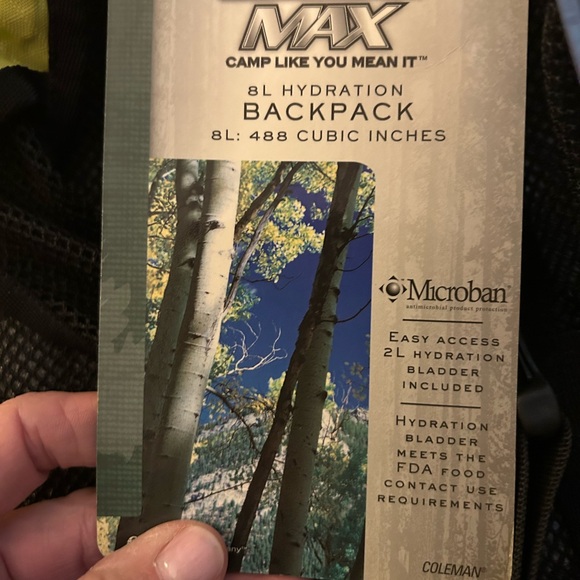 MAX
CAMP LIKE YOU MEAN IT™
8L HYDRATION
BACKPACK
8L: 488 CUBIC INCHES
Microban®
antimicrobial product protection
EASY ACCESS
2L HYDRATION
BLADDER
INCLUDED
HYDRATION
BLADDER
MEETS THE
FDA FOOD
CONTACT USE
REQUIREMENTS
COLEMAN®